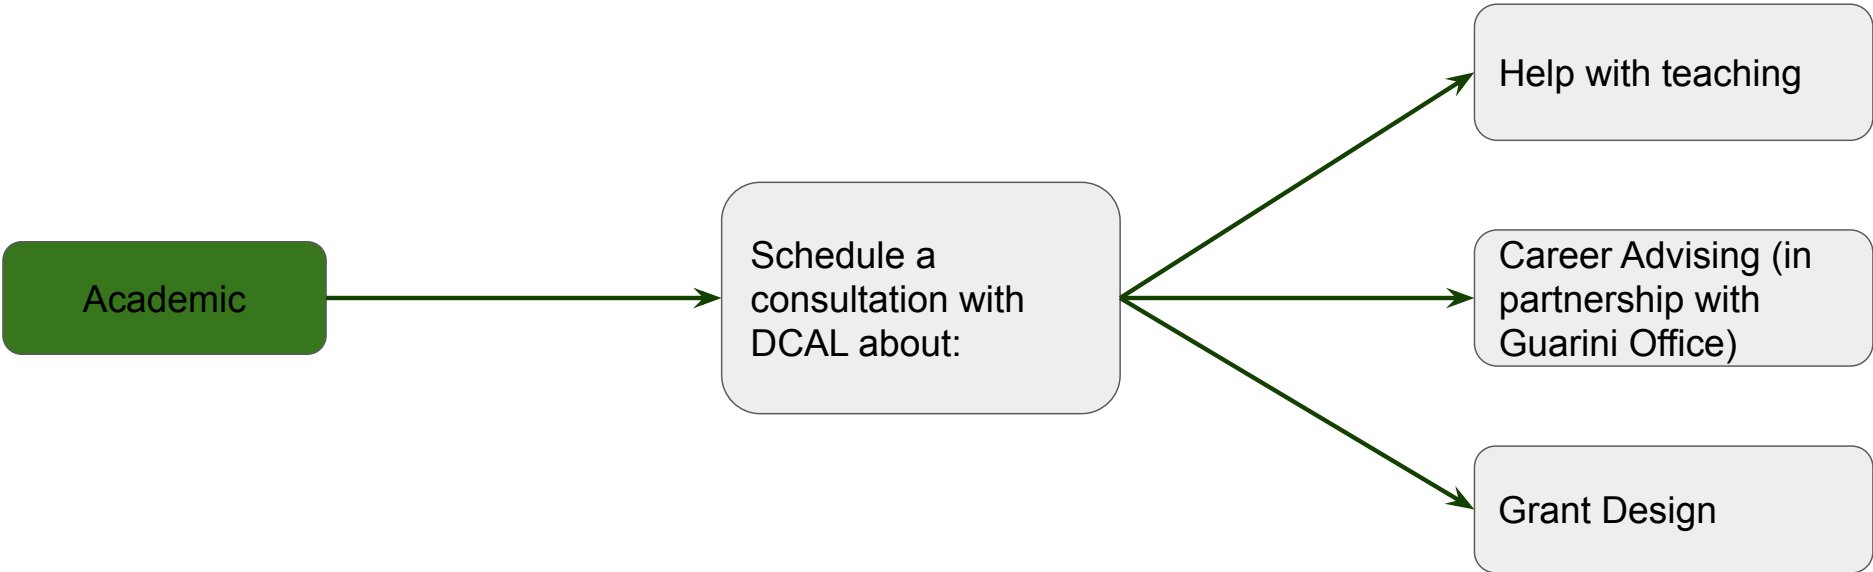 Academic
Schedule a
consultation with
DCAL about:
Help with teaching
Career Advising (in
partnership with
Guarini Office)
Grant Design